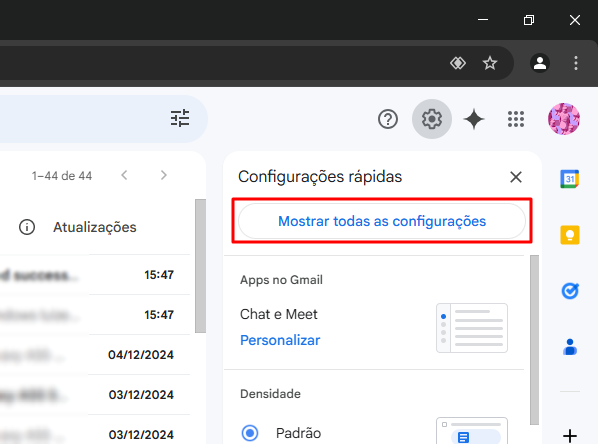 1–44 de 44
Configurações rápidas
Mostrar todas as configurações
31
Atualizações
15:47
15:47
04/12/2024
03/12/2024
03/12/2024
Apps no Gmail
Chat e Meet
Personalizar
Densidade
Padrão